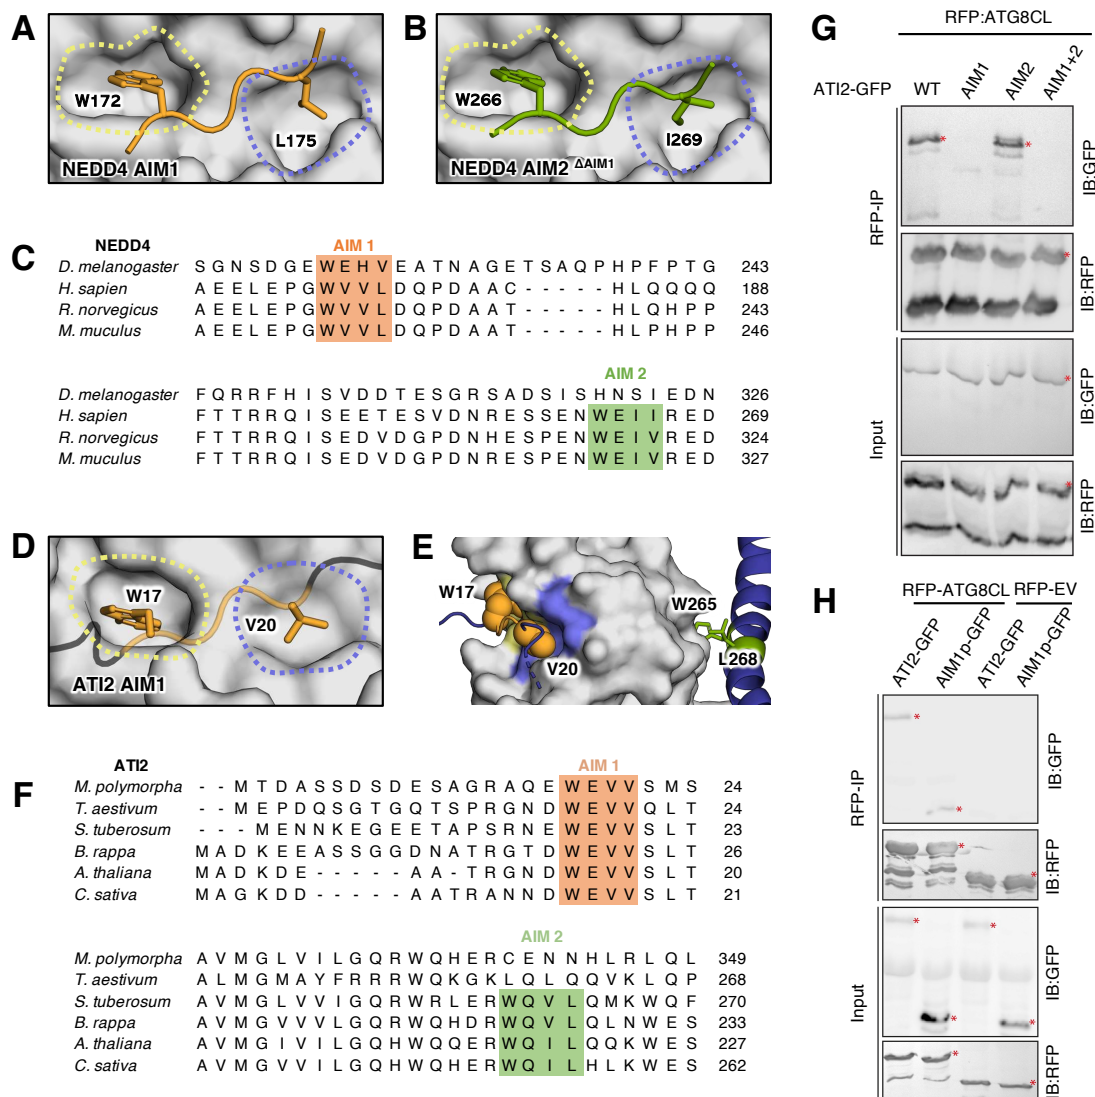 A
W172
L175
NEDD4 AIM1
B
W266
I269
NEDD4 AIM2 ΔAIM1
C
NEDD4 AIM 1
D. melanogaster S G N S D G E W E H V E A T N A G E T S A Q P H P F P T G 243
H. sapien A E E L E P G W V V L D Q P D A A C - - - - - H L Q Q Q Q 188
R. norvegicus A E E L E P G W V V L D Q P D A A T - - - - - H L Q H P P 243
M. muculus A E E L E P G W V V L D Q P D A A T - - - - - H L P H P P 246
AIM 2
D. melanogaster F Q R R F H I S V D D T E S G R S A D S I S H N S I E D N 326
H. sapien F T T R R Q I S E E T E S V D N R E S S E N W E I I R E D 269
R. norvegicus F T T R R Q I S E D V D G P D N H E S P E N W E I V R E D 324
M. muculus F T T R R Q I S E D V D G P D N R E S P E N W E I V R E D 327
D
W17
V20
ATI2 AIM1
E
W17
V20
W265
L268
F
ATI2 AIM 1
M. polymorpha - - M T D A S S D S D E S A G R A Q E W E V V S M S 24
T. aestivum - - M E P D Q S G T G Q T S P R G N D W E V V Q L T 24
S. tuberosum - - - M E N N K E G E E T A P S R N E W E V V S L T 23
B. rappa M A D K E E A S S G G D N A T R G T D W E V V S L T 26
A. thaliana M A D K D E - - - - - A A - T R G N D W E V V S L T 20
C. sativa M A G K D D - - - - - A A T R A N N D W E V V S L T 21
AIM 2
M. polymorpha A V M G L V I L G Q R W Q H E R C E N N H L R L Q L 349
T. aestivum A L M G M A Y F R R R W Q K G K L Q L Q Q V K L Q P 268
S. tuberosum A V M G L V V I G Q R W R L E R W Q V L Q M K W Q F 270
B. rappa A V M G V V V L G Q R W Q H D R W Q V L Q L N W E S 233
A. thaliana A V M G I V I L G Q H W Q Q E R W Q I L Q Q K W E S 227
C. sativa A V M G V V I L G Q H W Q H E R W Q I L H L K W E S 262
G
RFP:ATG8CL
ATI2-GFP WT AIM1 AIM2 AIM1+2
RFP-IP
IB:GFP
*
*
IB:RFP
*
Input
IB:GFP
*
IB:RFP
*
H
RFP-ATG8CL RFP-EV
ATI2-GFP AIM1p-GFP ATI2-GFP AIM1p-GFP
RFP-IP
IB:GFP
*
*
IB:RFP
*
*
Input
IB:GFP
*
*
*
*
IB:RFP
*
*